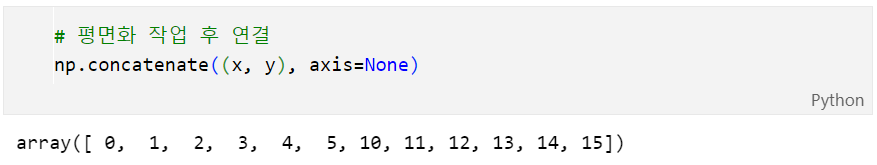 # 평면화 작업 후 연결
np.concatenate((x, y), axis=None)
Python
array([ 0,  1,  2,  3,  4,  5, 10, 11, 12, 13, 14, 15])